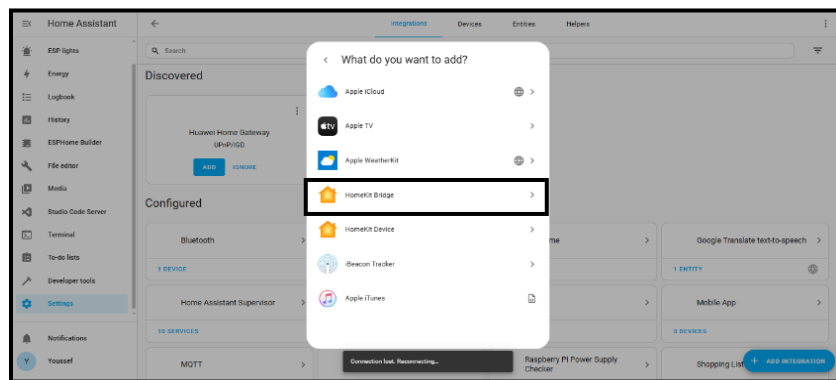 Home Assistant
Integrations
Devices
Entities
Helpers
ESP lights
Energy
Logbook
History
ESPHome Builder
File editor
Media
Studio Code Server
Terminal
To-do lists
Developer tools
Settings
Notifications
Y
Youssef
Search
Discovered
Huawei Home Gateway
UPnP/IGD
ADD
IGNORE
Configured
Bluetooth
1 DEVICE
Home Assistant Supervisor
10 SERVICES
MQTT
What do you want to add?
Apple iCloud
tv
Apple TV
Apple WeatherKit
HomeKit Bridge
HomeKit Device
iBeacon Tracker
Apple iTunes
Connection lost. Reconnecting...
me
Raspberry Pi Power Supply
Checker
Google Translate text-to-speech
1 ENTITY
Mobile App
3 DEVICES
Shopping List
+ ADD INTEGRATION